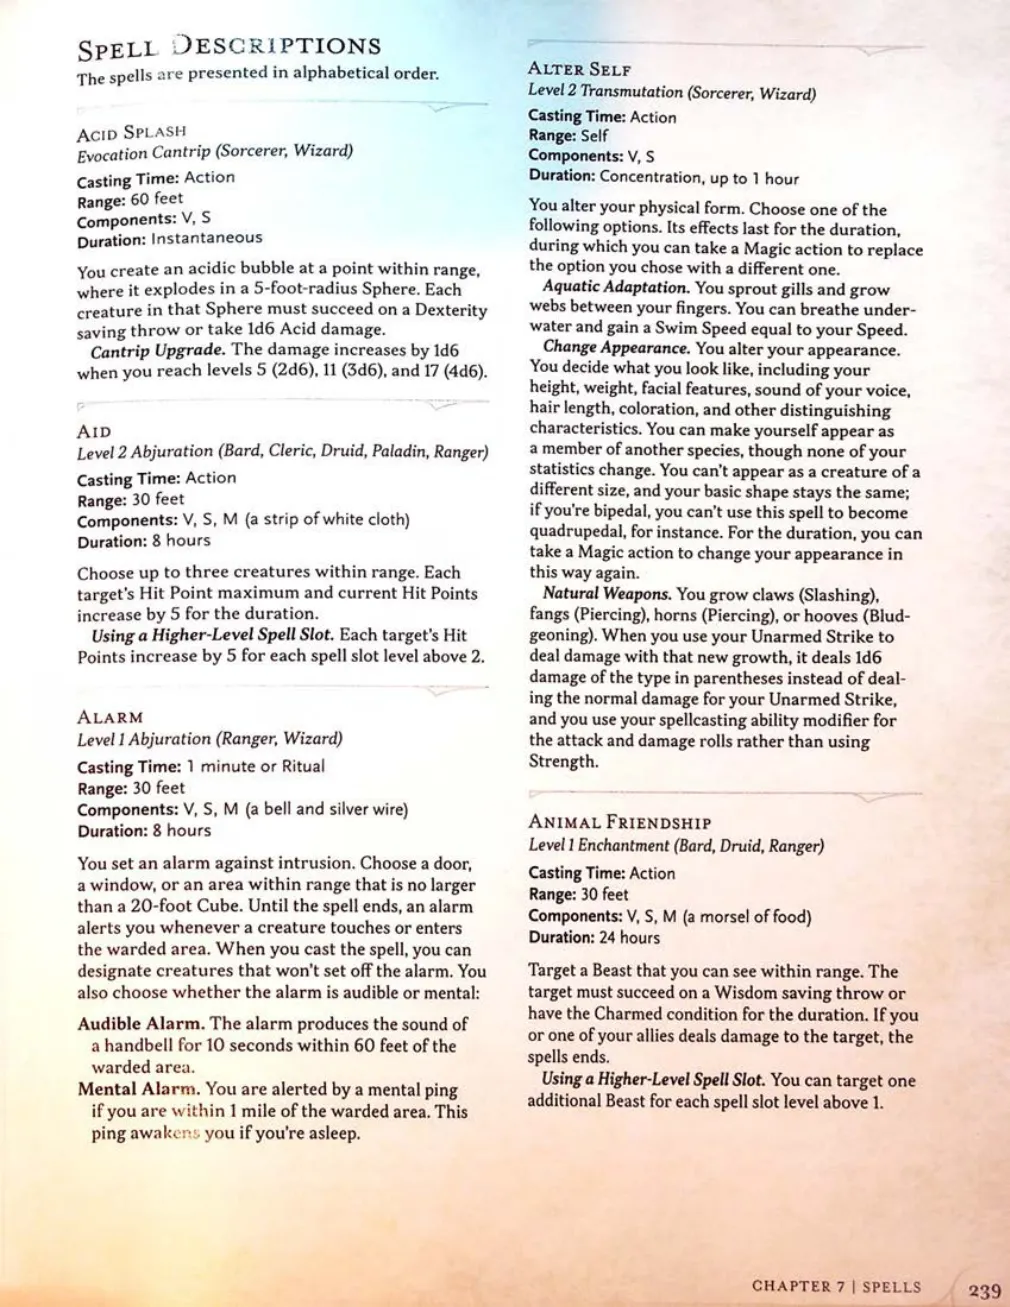 SPELL DESCRIPTIONS
The spells are presented in alphabetical order.
ACID SPLASH
Evocation Cantrip (Sorcerer, Wizard)
Casting Time: Action
Range: 60 feet
Components: V, S
Duration: Instantaneous
You create an acidic bubble at a point within range,
where it explodes in a 5-foot-radius Sphere. Each
creature in that Sphere must succeed on a Dexterity
saving throw or take 1d6 Acid damage.
Cantrip Upgrade. The damage increases by 1d6
when you reach levels 5 (2d6), 11 (3d6), and 17 (4d6).
AID
Level 2 Abjuration (Bard, Cleric, Druid, Paladin, Ranger)
Casting Time: Action
Range: 30 feet
Components: V, S, M (a strip of white cloth)
Duration: 8 hours
Choose up to three creatures within range. Each
target's Hit Point maximum and current Hit Points
increase by 5 for the duration.
Using a Higher-Level Spell Slot. Each target's Hit
Points increase by 5 for each spell slot level above 2.
ALARM
Level 1 Abjuration (Ranger, Wizard)
Casting Time: 1 minute or Ritual
Range: 30 feet
Components: V, S, M (a bell and silver wire)
Duration: 8 hours
You set an alarm against intrusion. Choose a door,
a window, or an area within range that is no larger
than a 20-foot Cube. Until the spell ends, an alarm
alerts you whenever a creature touches or enters
the warded area. When you cast the spell, you can
designate creatures that won't set off the alarm. You
also choose whether the alarm is audible or mental:
Audible Alarm. The alarm produces the sound of
a handbell for 10 seconds within 60 feet of the
warded area.
Mental Alarm. You are alerted by a mental ping
if you are within 1 mile of the warded area. This
ping awakens you if you're asleep.
ALTER SELF
Level 2 Transmutation (Sorcerer, Wizard)
Casting Time: Action
Range: Self
Components: V, S
Duration: Concentration, up to 1 hour
You alter your physical form. Choose one of the
following options. Its effects last for the duration,
during which you can take a Magic action to replace
the option you chose with a different one.
Aquatic Adaptation. You sprout gills and grow
webs between your fingers. You can breathe under-
water and gain a Swim Speed equal to your Speed.
Change Appearance. You alter your appearance.
You decide what you look like, including your
height, weight, facial features, sound of your voice,
hair length, coloration, and other distinguishing
characteristics. You can make yourself appear as
a member of another species, though none of your
statistics change. You can't appear as a creature of a
different size, and your basic shape stays the same;
if you're bipedal, you can't use this spell to become
quadrupedal, for instance. For the duration, you can
take a Magic action to change your appearance in
this way again.
Natural Weapons. You grow claws (Slashing),
fangs (Piercing), horns (Piercing), or hooves (Blud-
geoning). When you use your Unarmed Strike to
deal damage with that new growth, it deals 1d6
damage of the type in parentheses instead of deal-
ing the normal damage for your Unarmed Strike,
and you use your spellcasting ability modifier for
the attack and damage rolls rather than using
Strength.
ANIMAL FRIENDSHIP
Level 1 Enchantment (Bard, Druid, Ranger)
Casting Time: Action
Range: 30 feet
Components: V, S, M (a morsel of food)
Duration: 24 hours
Target a Beast that you can see within range. The
target must succeed on a Wisdom saving throw or
have the Charmed condition for the duration. If you
or one of your allies deals damage to the target, the
spells ends.
Using a Higher-Level Spell Slot. You can target one
additional Beast for each spell slot level above 1.
CHAPTER 7 | SPELLS 239